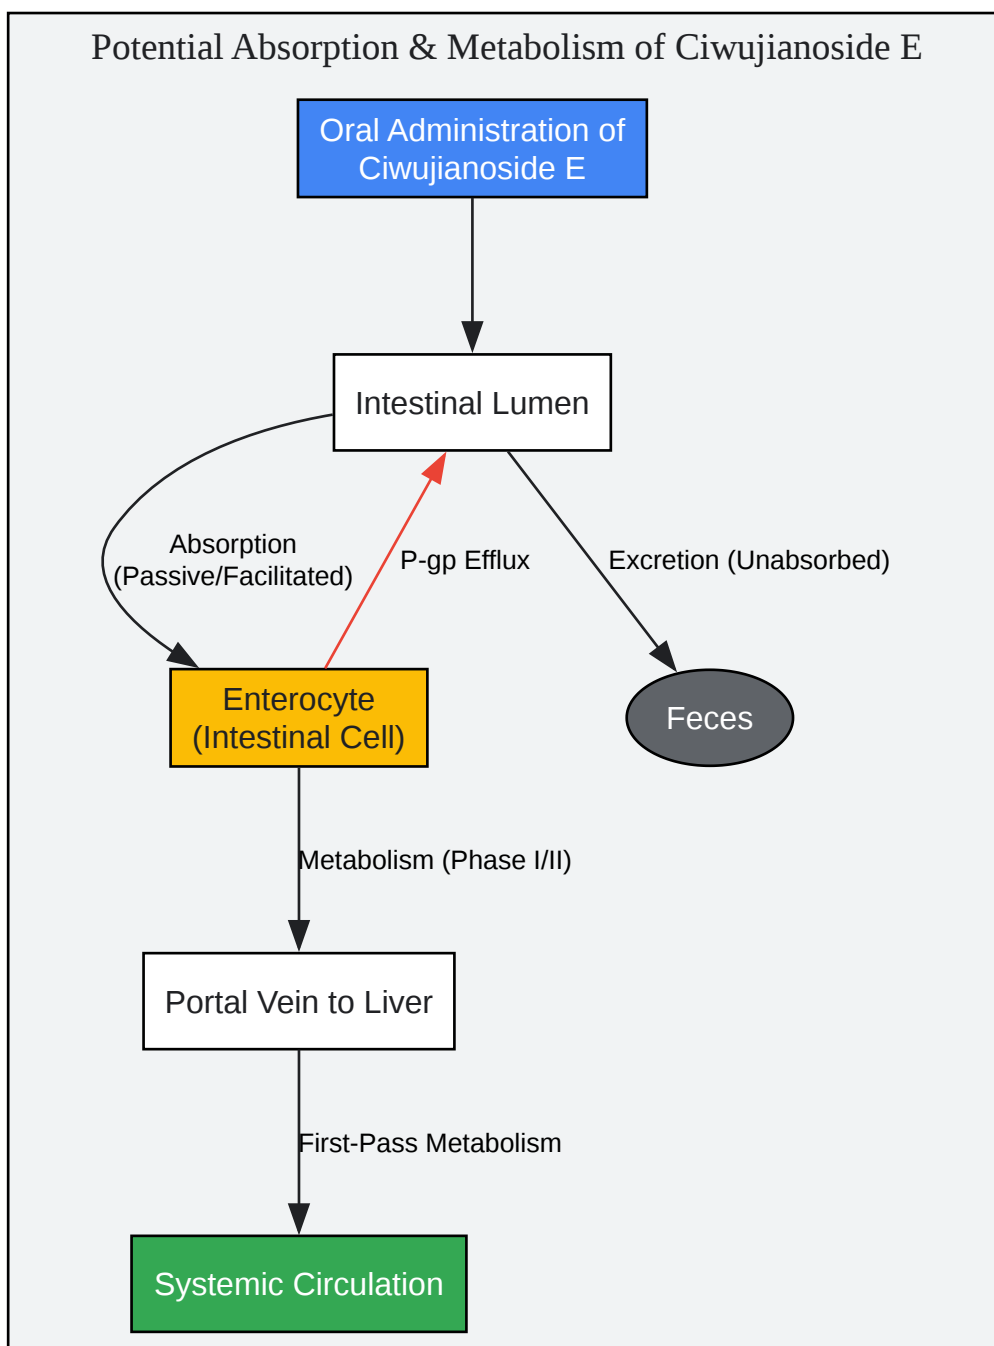 Potential Absorption & Metabolism of Ciwujianoside E
Oral Administration of
Ciwujianoside E
Intestinal Lumen
Absorption
(Passive/Facilitated)
P-gp Efflux
Excretion (Unabsorbed)
Enterocyte
(Intestinal Cell)
Feces
Metabolism (Phase I/II)
Portal Vein to Liver
First-Pass Metabolism
Systemic Circulation